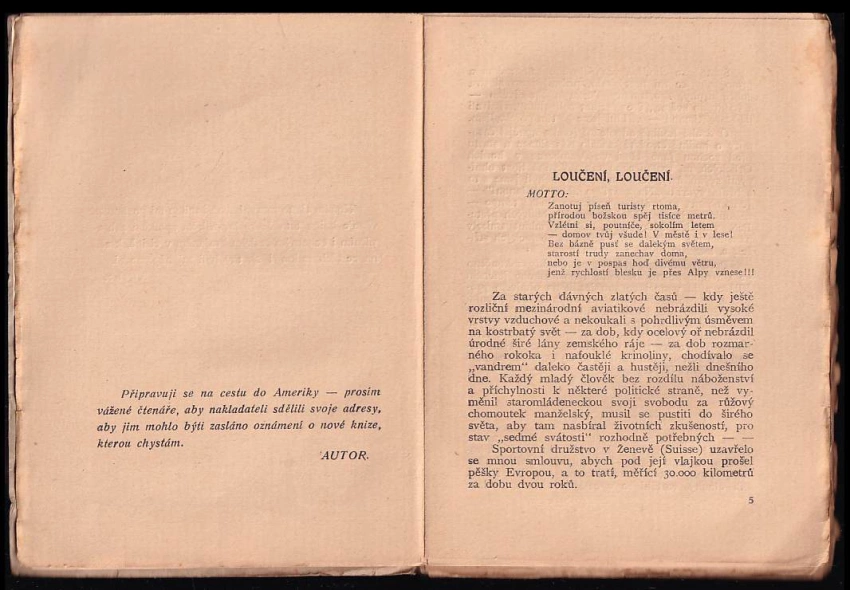 Připravuji se na cestu do Ameriky — prosím
vážené čtenáře, aby nakladateli sdělili svoje adresy,
aby jim mohlo býti zasláno oznámení o nové knize,
kterou chystám.
AUTOR.
LOUČENÍ, LOUČENÍ.
MOTTO:
Zanotuj píseň turisty rtoma,
přírodou božskou spěj tisíce metrů.
Vzlétni si, poutníče, sokolím letem
— domov tvůj všude! V městě i v lese!
Bez bázně pusť se dalekým světem,
starostí trudy zanechav doma,
nebo je v pospas hoď divému větru,
jenž rychlostí blesku je přes Alpy vznese!!!
Za starých dávných zlatých časů — kdy ještě
rozliční mezinárodní aviatikové nebrázdili vysoké
vrstvy vzduchové a nekoukali s pohrdlivým úsměvem
na kostrbatý svět — za dob, kdy ocelový oř nebrázdil
úrodné širé lány zemského ráje — za dob rozmar-
ného rokoka i nafouklé krinoliny, chodívalo se
„vandrem" daleko častěji a hustěji, nežli dnešního
dne. Každý mladý člověk bez rozdílu náboženství
a příchylnosti k některé politické straně, než vy-
měnil staromládeneckou svoji svobodu za růžový
chomoutek manželský, musil se pustiti do širého
světa, aby tam nasbíral životních zkušeností, pro
stav „sedmé svátosti" rozhodně potřebných — —
Sportovní družstvo v Ženevě (Suisse) uzavřelo
se mnou smlouvu, abych pod její vlajkou prošel
pěšky Evropou, a to tratí, měřící 30.000 kilometrů
za dobu dvou roků.
5